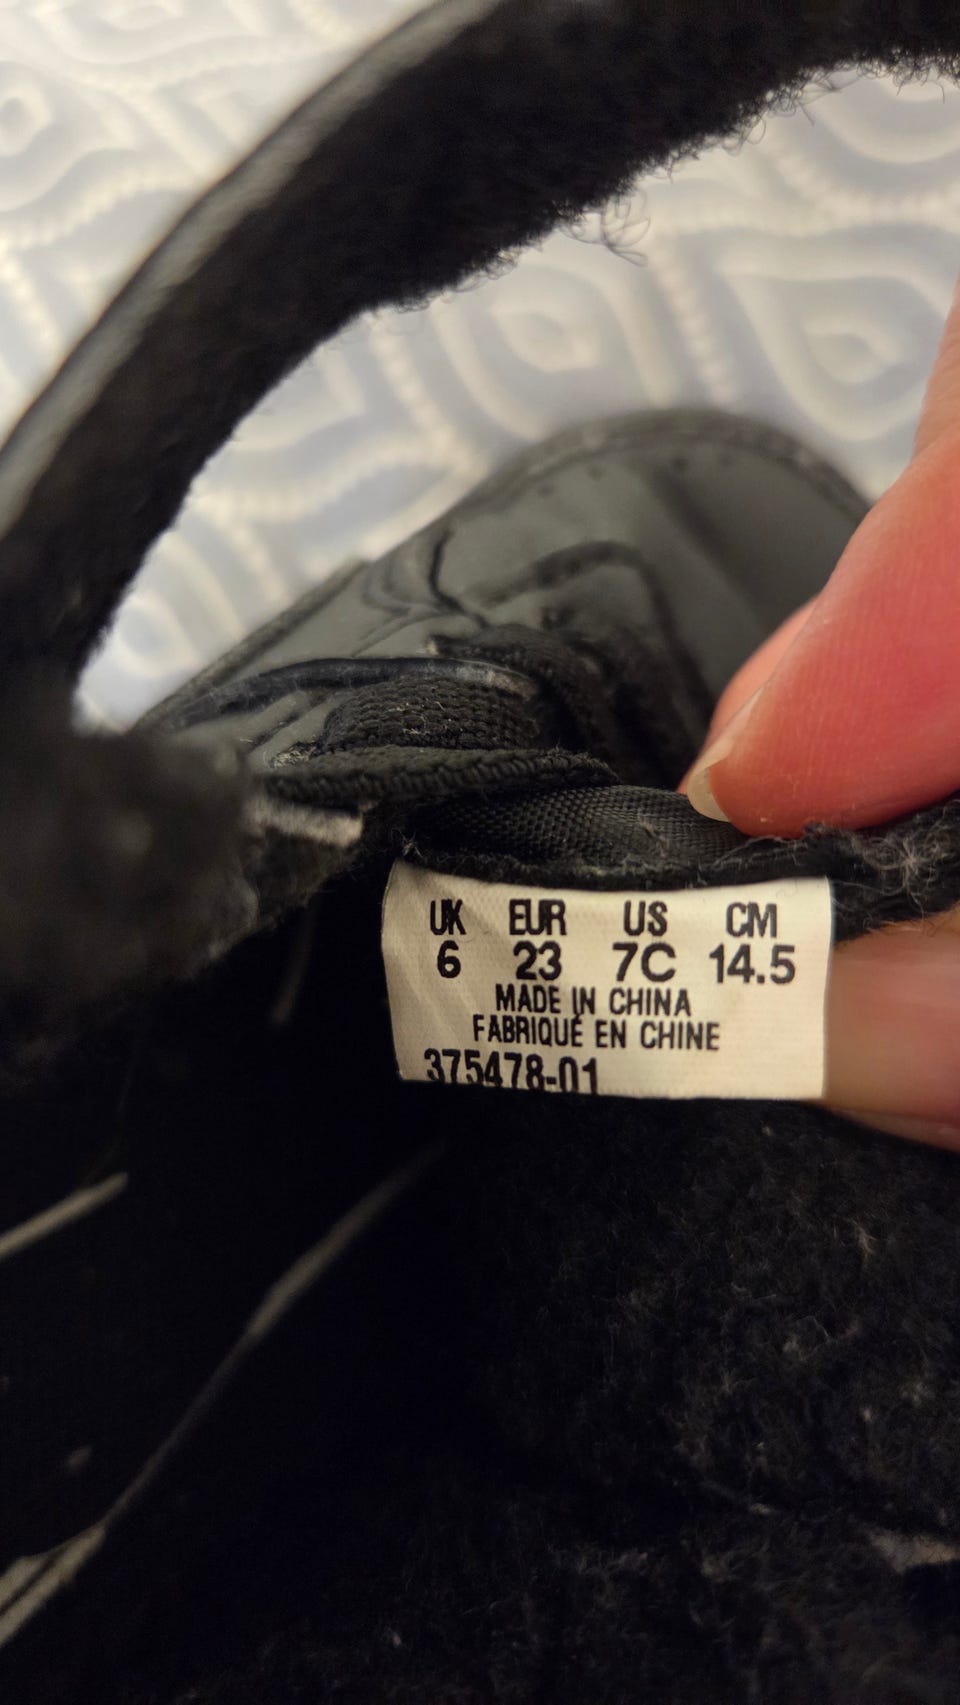 UK EUR US CM
6 23 7C 14.5
MADE IN CHINA
FABRIQUÉ EN CHINE
375478-01